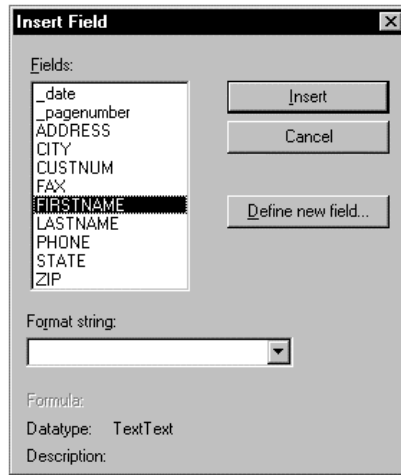 Insert Field
Fields:
_date
_pagenumber
ADDRESS
CITY
CUSTNUM
FAX
FIRSTNAME
LASTNAME
PHONE
STATE
ZIP
Insert
Cancel
Define new field...
Format string:
Formula:
Datatype: TextText
Description: